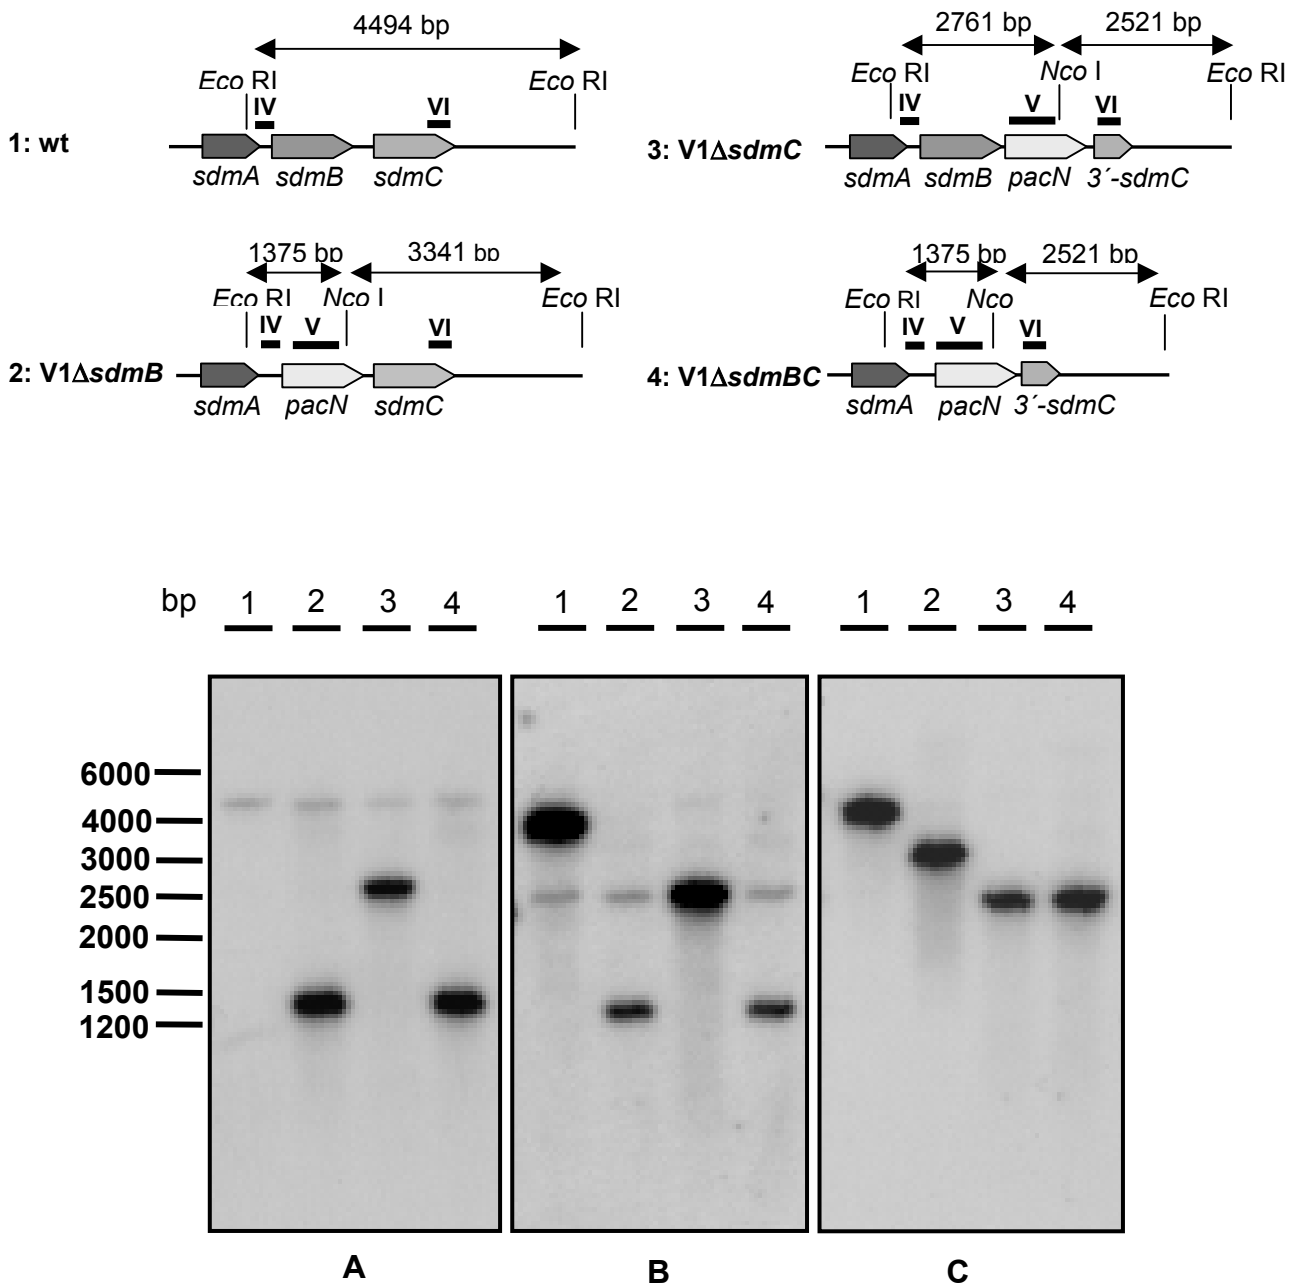 4494 bp
Eco RI
Eco RI
IV
VI
1: wt
sdmA sdmB sdmC
2761 bp
2521 bp
Eco RI
Nco I
Eco RI
IV
V
VI
3: V1ΔsdmC
sdmA sdmB pacN 3´-sdmC
1375 bp
3341 bp
Eco RI
Nco I
Eco RI
IV
V
VI
2: V1ΔsdmB
sdmA pacN sdmC
1375 bp
2521 bp
Eco RI
Nco
Eco RI
IV
V
VI
4: V1ΔsdmBC
sdmA pacN 3´-sdmC
bp 1 2 3 4
1 2 3 4
1 2 3 4
6000
4000
3000
2500
2000
1500
1200
A
B
C